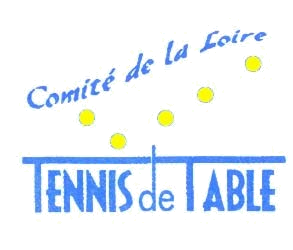 Comité de la Loire
TENNIS de TABLE